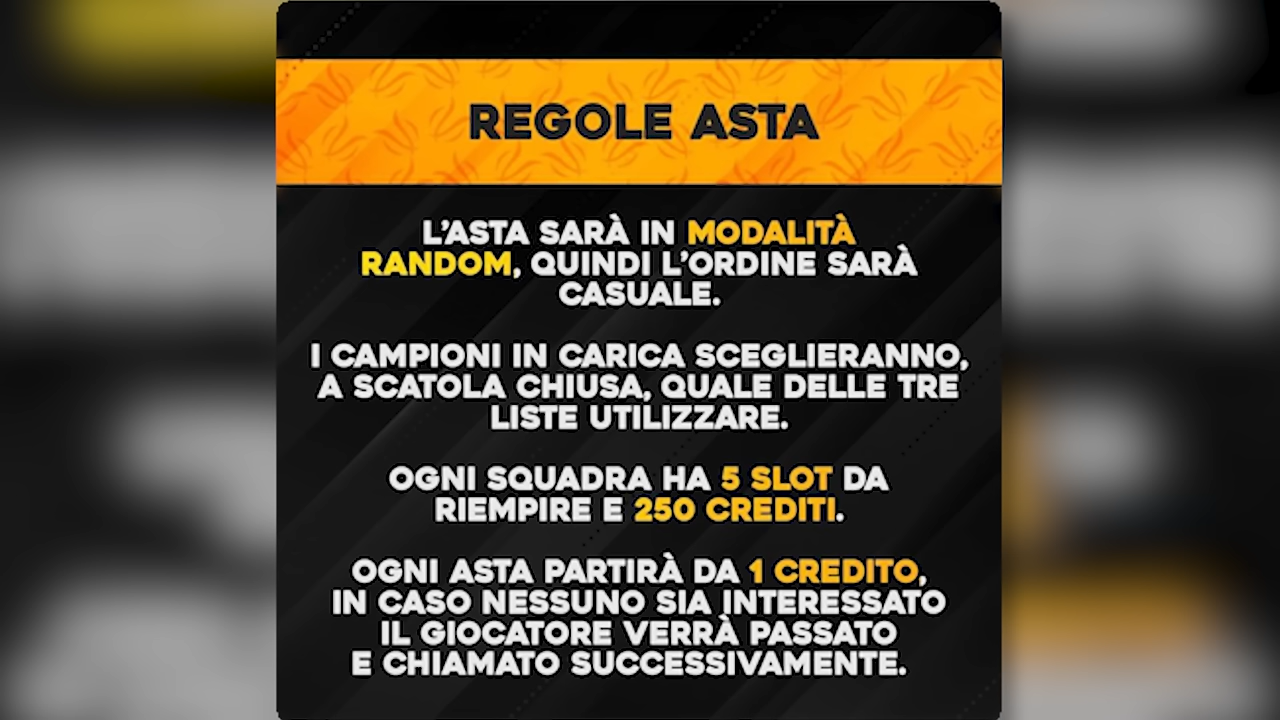 REGOLE ASTA
L'ASTA SARÀ IN MODALITÀ
RANDOM, QUINDI L'ORDINE SARÀ
CASUALE.
I CAMPIONI IN CARICA SCEGLIERANNO,
A SCATOLA CHIUSA, QUALE DELLE TRE
LISTE UTILIZZARE.
OGNI SQUADRA HA 5 SLOT DA
RIEMPIRE E 250 CREDITI.
OGNI ASTA PARTIRÀ DA 1 CREDITO,
IN CASO NESSUNO SIA INTERESSATO
IL GIOCATORE VERRÀ PASSATO
E CHIAMATO SUCCESSIVAMENTE.